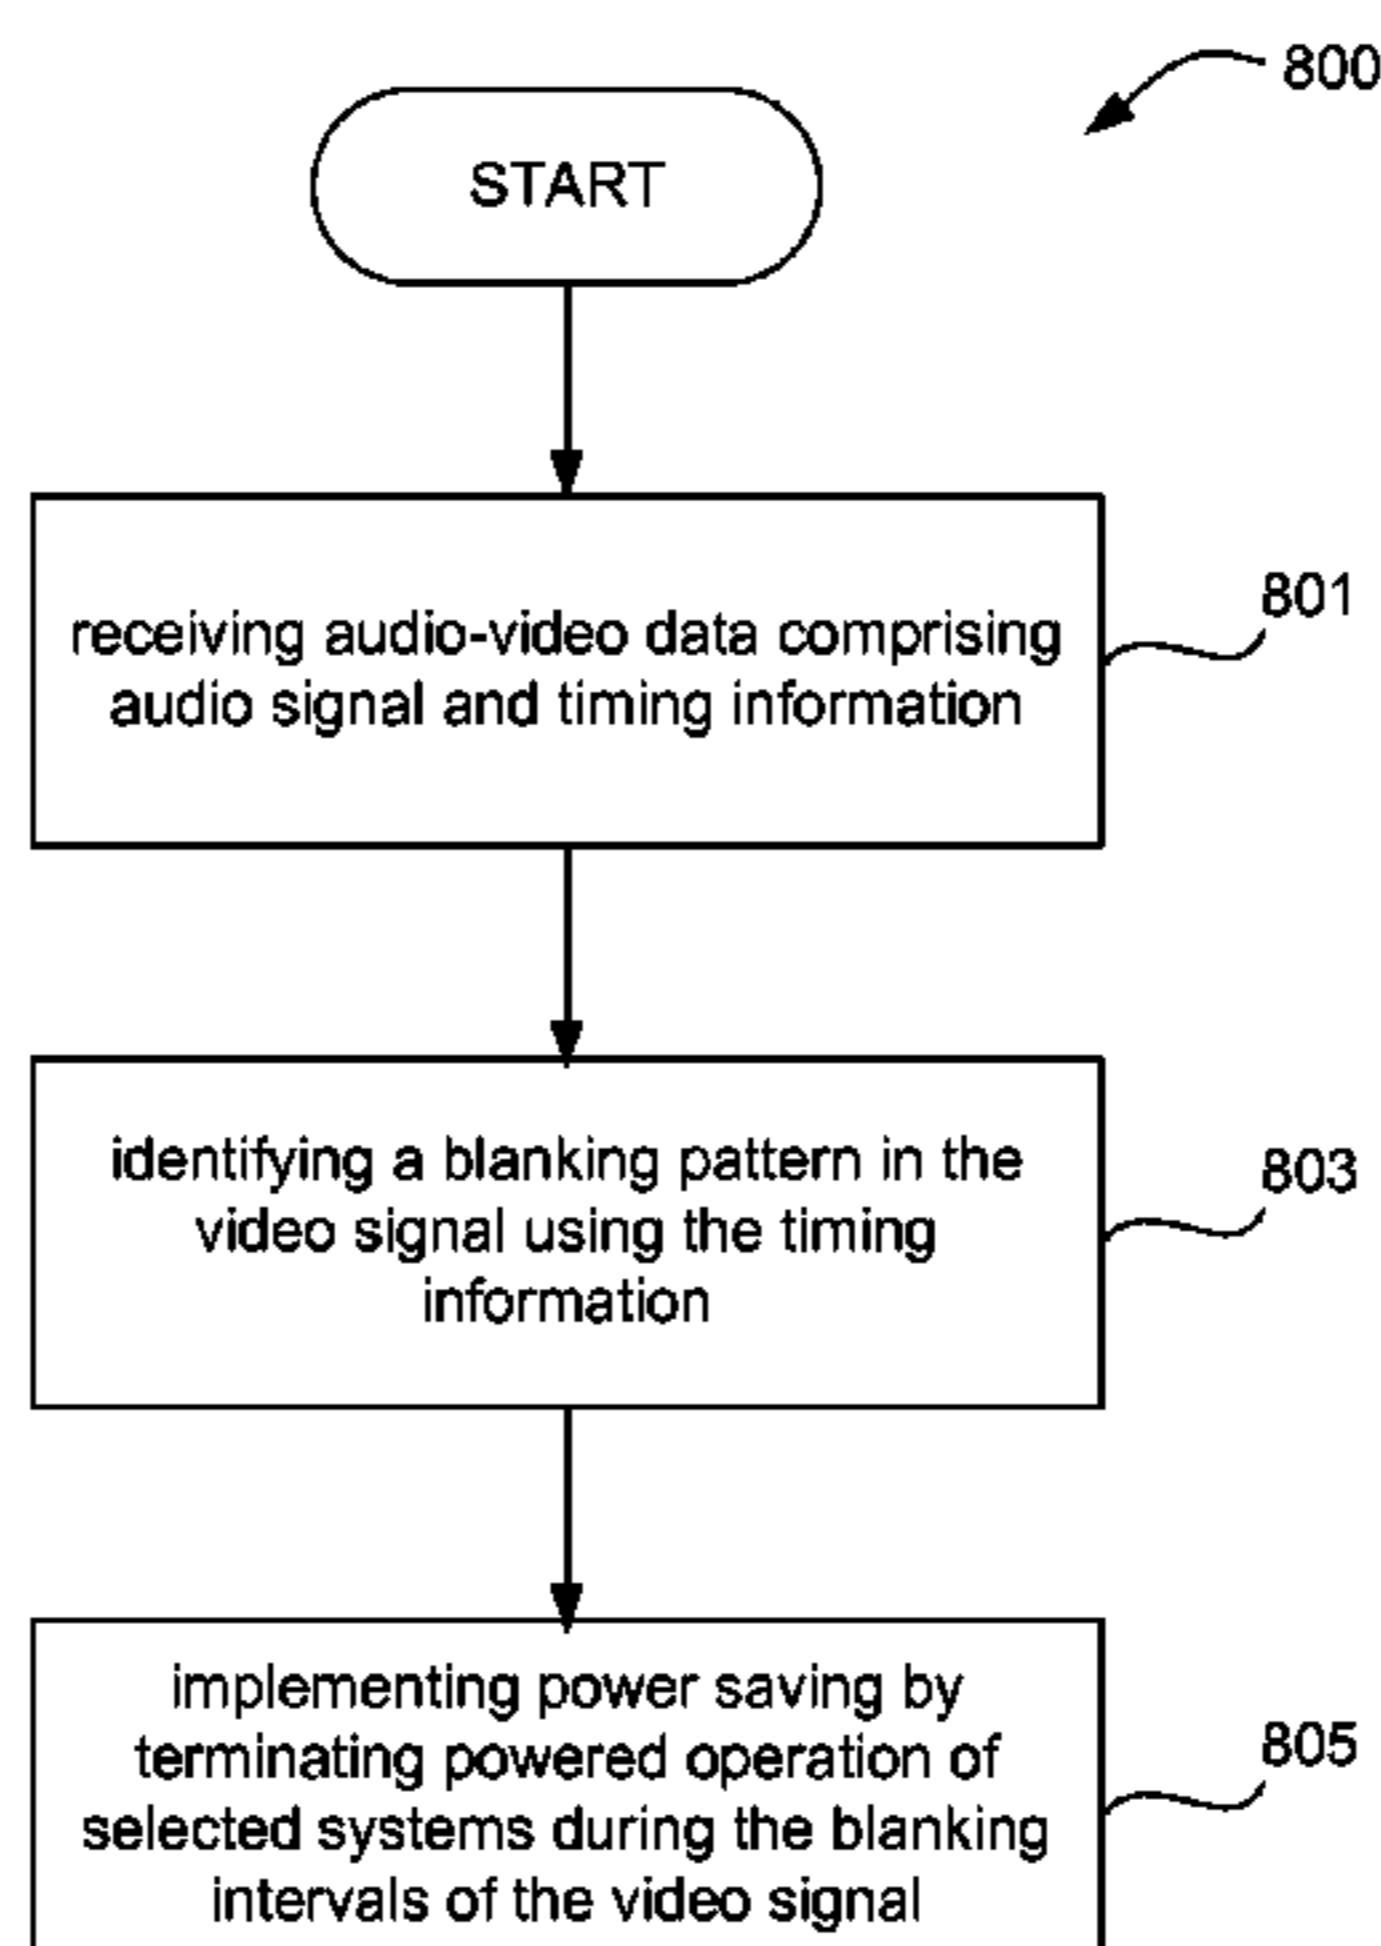 800
START
receiving audio-video data comprising
audio signal and timing information
801
identifying a blanking pattern in the
video signal using the timing
information
803
implementing power saving by
terminating powered operation of
selected systems during the blanking
intervals of the video signal
805